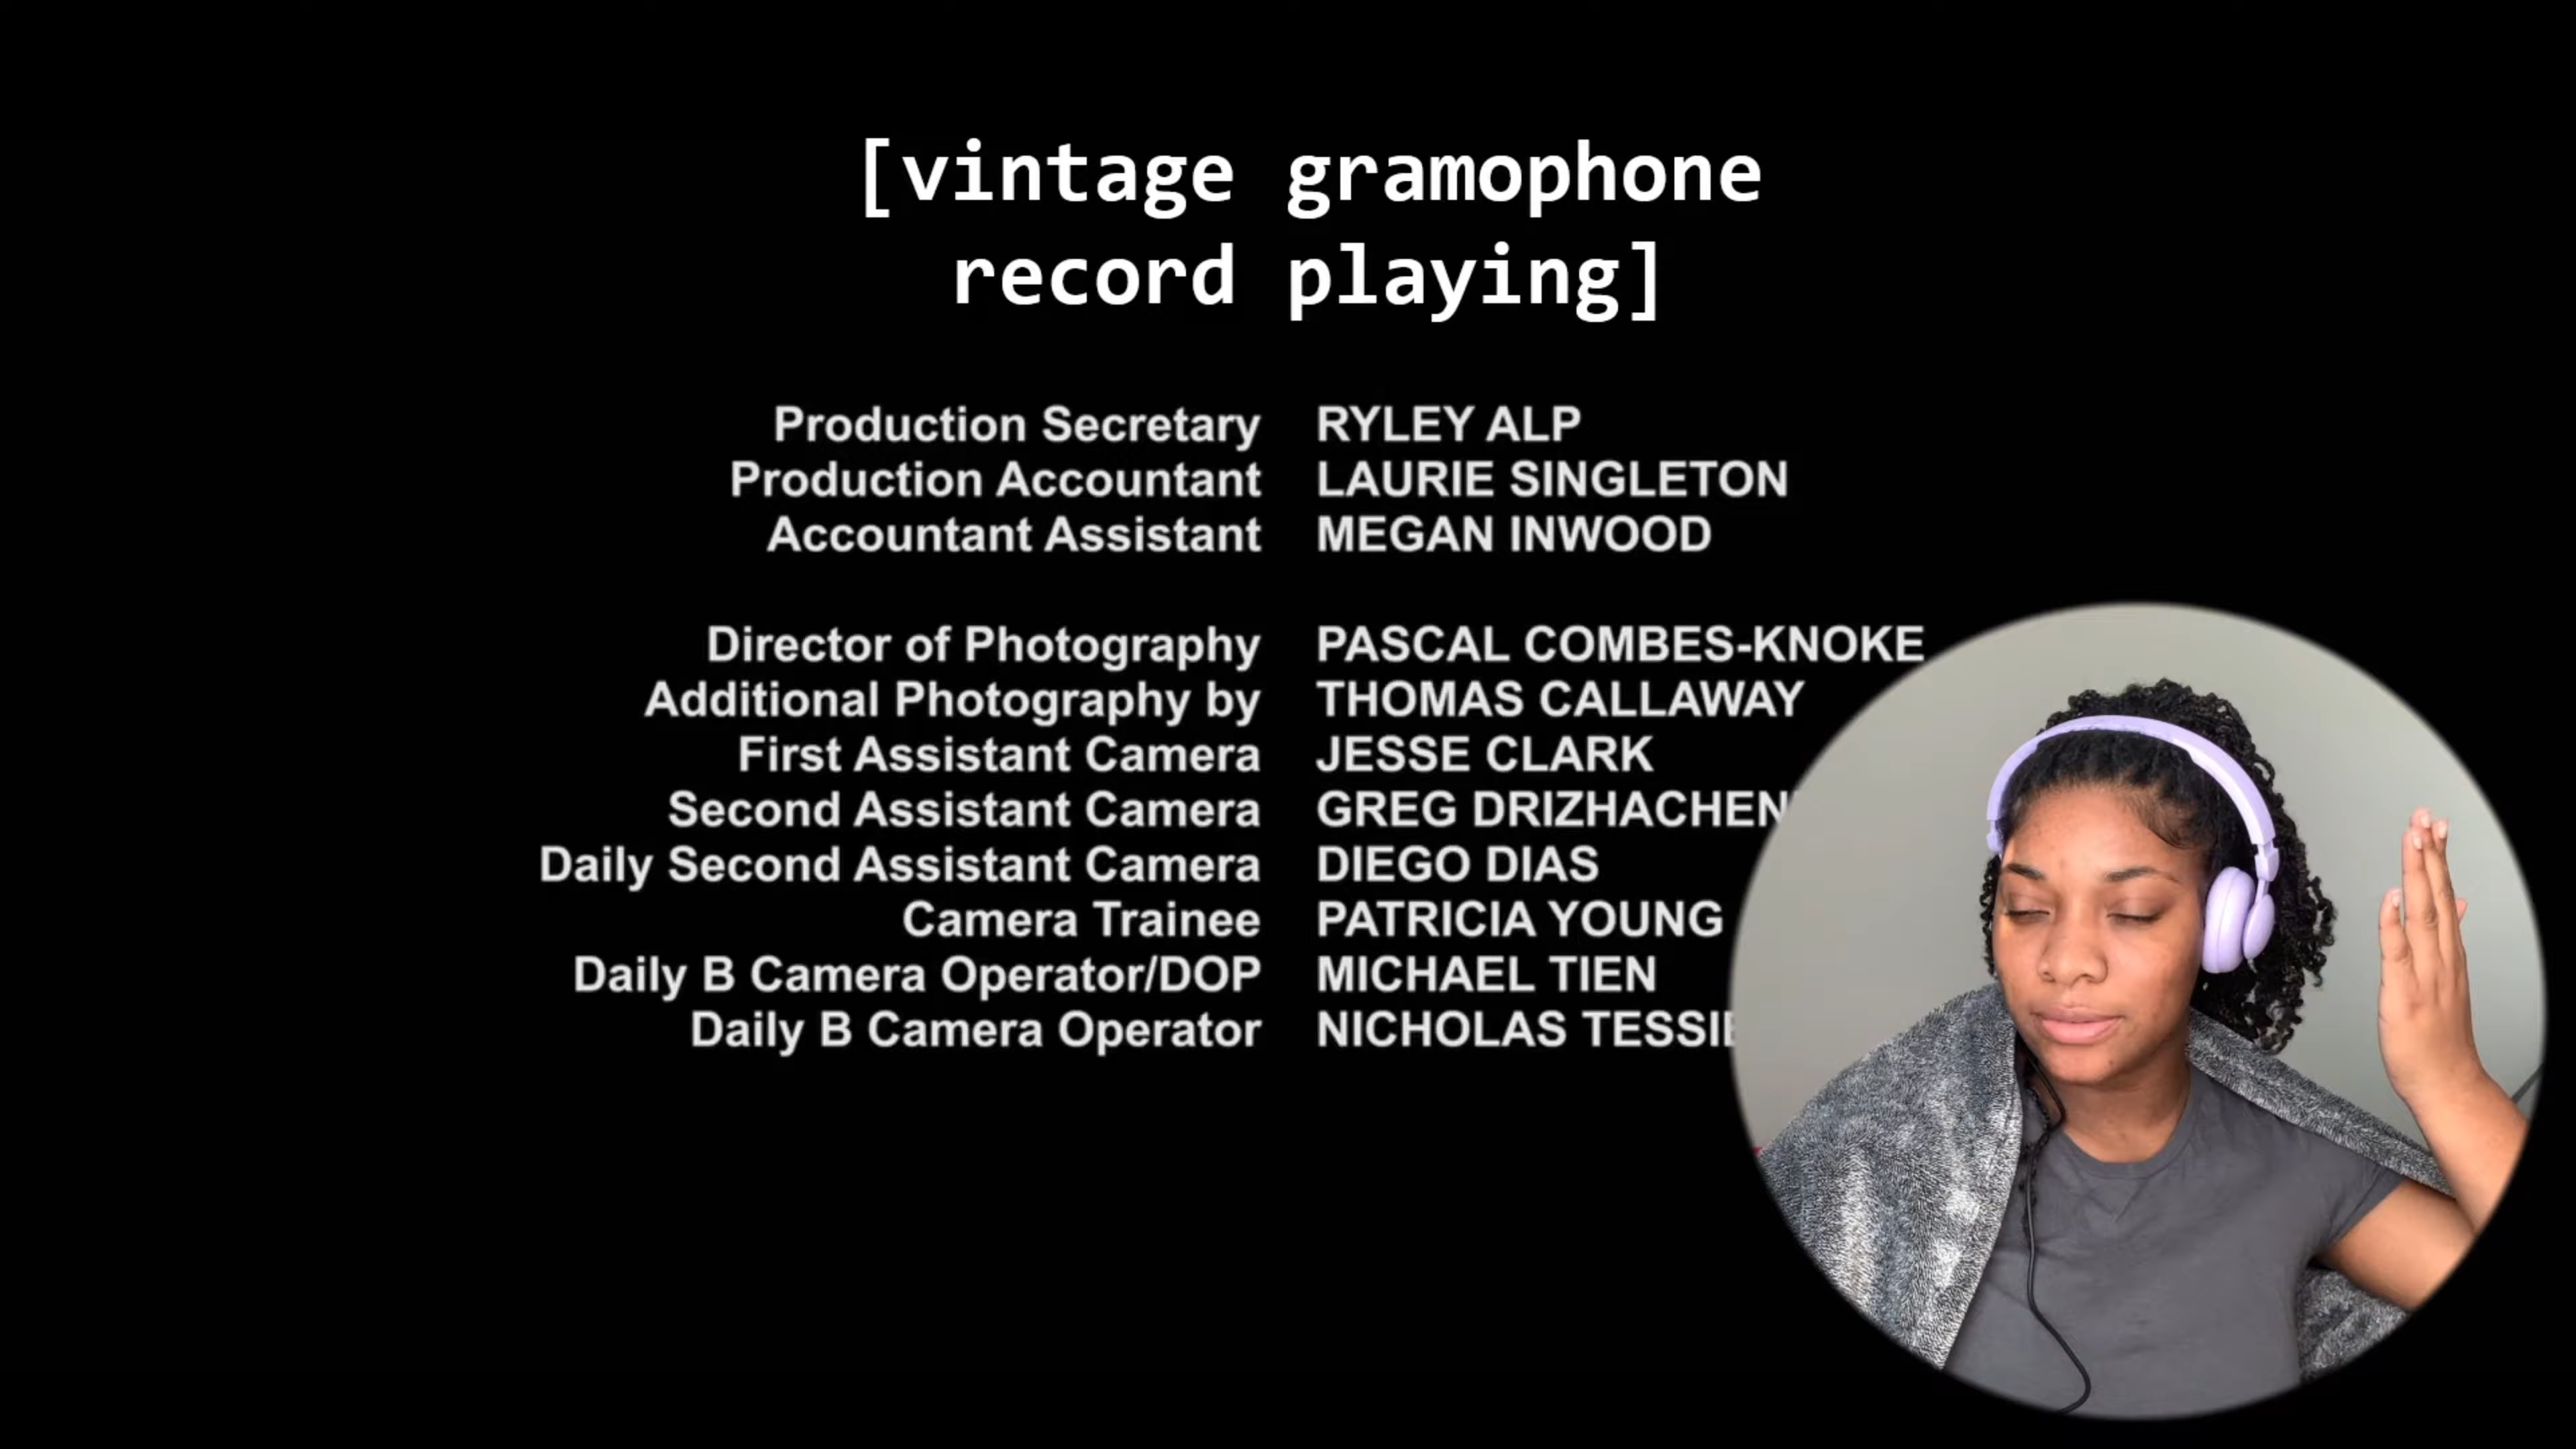 [vintage gramophone
record playing]
Production Secretary RYLEY ALP
Production Accountant LAURIE SINGLETON
Accountant Assistant MEGAN INWOOD
Director of Photography PASCAL COMBES-KNOKE
Additional Photography by THOMAS CALLAWAY
First Assistant Camera JESSE CLARK
Second Assistant Camera GREG
Daily Second Assistant Camera DIEGO DIAS
Camera Trainee PATRICIA YOUNG
Daily B Camera Operator/DOP MICHAEL TIEN
Daily B Camera Operator NICHOLAS